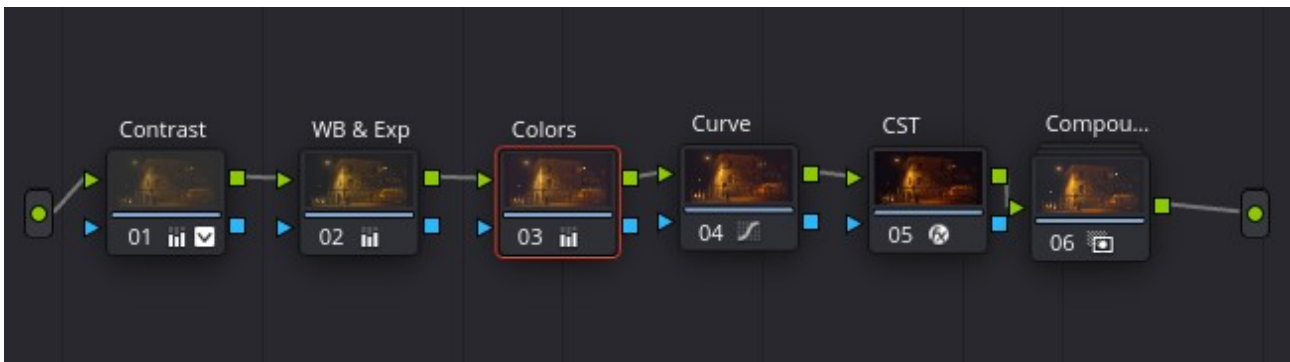 Contrast
WB & Exp
Colors
Curve
CST
Compou...
01
02
03
04
05
06